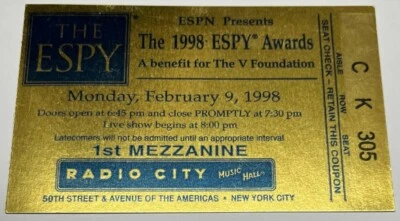 THE
ESPY
ESPN Presents
The 1998 ESPY® Awards
A benefit for The V Foundation
Monday, February 9, 1998
Doors open at 6:45 pm and close PROMPTLY at 7:30 pm
Live show begins at 8:00 pm
Latecomers will not be admitted until an appropriate interval
1st MEZZANINE
RADIO CITY MUSIC HALL
50TH STREET & AVENUE OF THE AMERICAS • NEW YORK CITY
SEAT CHECK – RETAIN THIS COUPON
AISLE ROW SEAT
C K 305